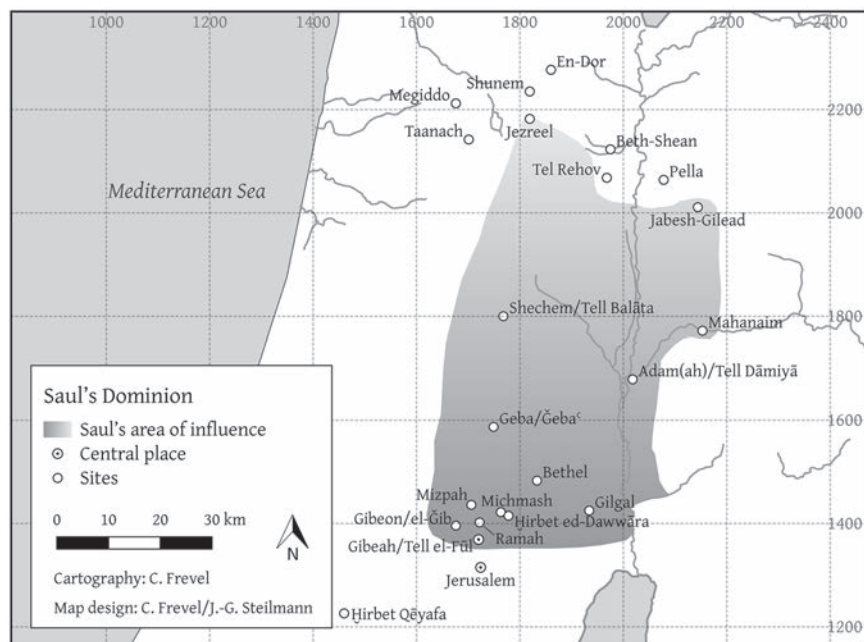 1000 1200 1400 1600 1800 2000 2200 2400
En-Dor
Shunem
Megiddo
2200
Taanach
Jezreel
Beth-Shean
Tel Rehov
Pella
Mediterranean Sea
Jabesh-Gilead
2000
Shechem/Tell Balāta
Mahanaim
1800
Adam(ah)/Tell Dāmiyā
Saul's Dominion
Saul's area of influence
Central place
Sites
0 10 20 30 km
N
Cartography: C. Frevel
Map design: C. Frevel/J.-G. Steilmann
Geba/Ǧebaʿ
1600
Bethel
Mizpah
Michmash
Gilgal
Gibeon/el-Ǧib
Ḫirbet ed-Dawwāra
1400
Gibeah/Tell el-Fūl
Ramah
Jerusalem
Ḫirbet Qēyafa
1200